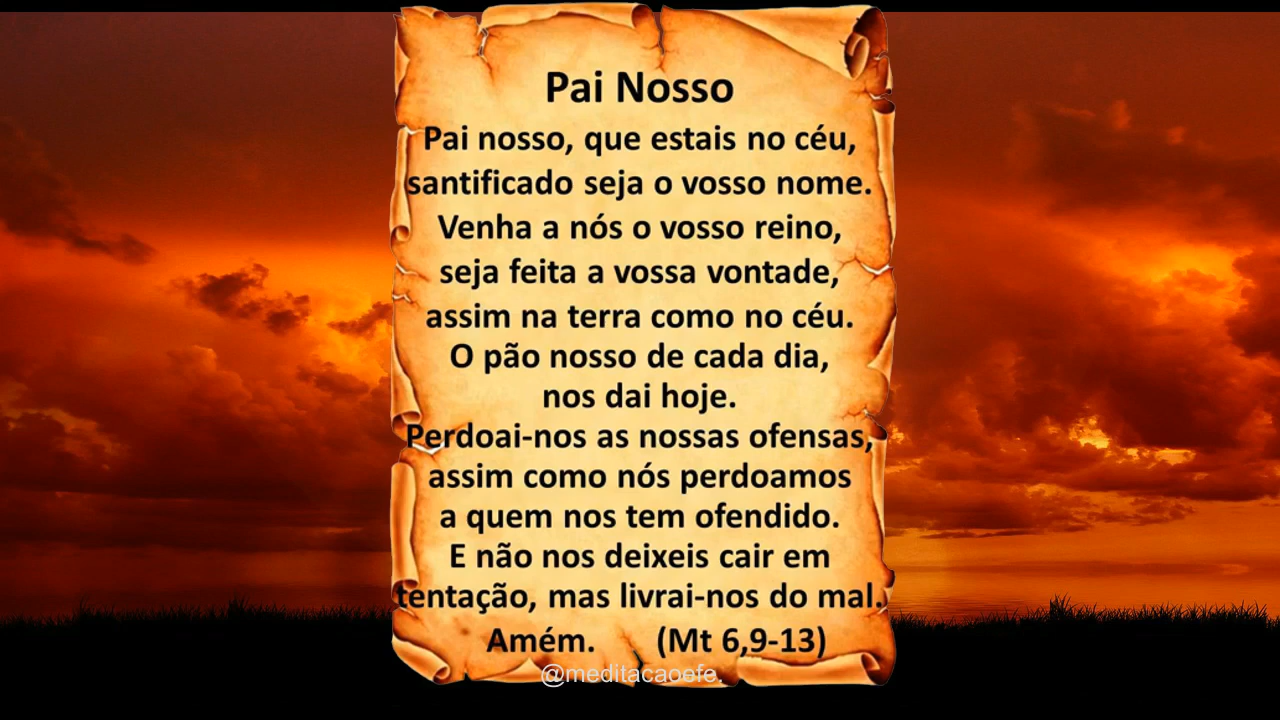 Pai Nosso
Pai nosso, que estais no céu,
santificado seja o vosso nome.
Venha a nós o vosso reino,
seja feita a vossa vontade,
assim na terra como no céu.
O pão nosso de cada dia,
nos dai hoje.
Perdoai-nos as nossas ofensas,
assim como nós perdoamos
a quem nos tem ofendido.
E não nos deixeis cair em
tentação, mas livrai-nos do mal.
Amém. (Mt 6,9-13)
@meditacaoefe.